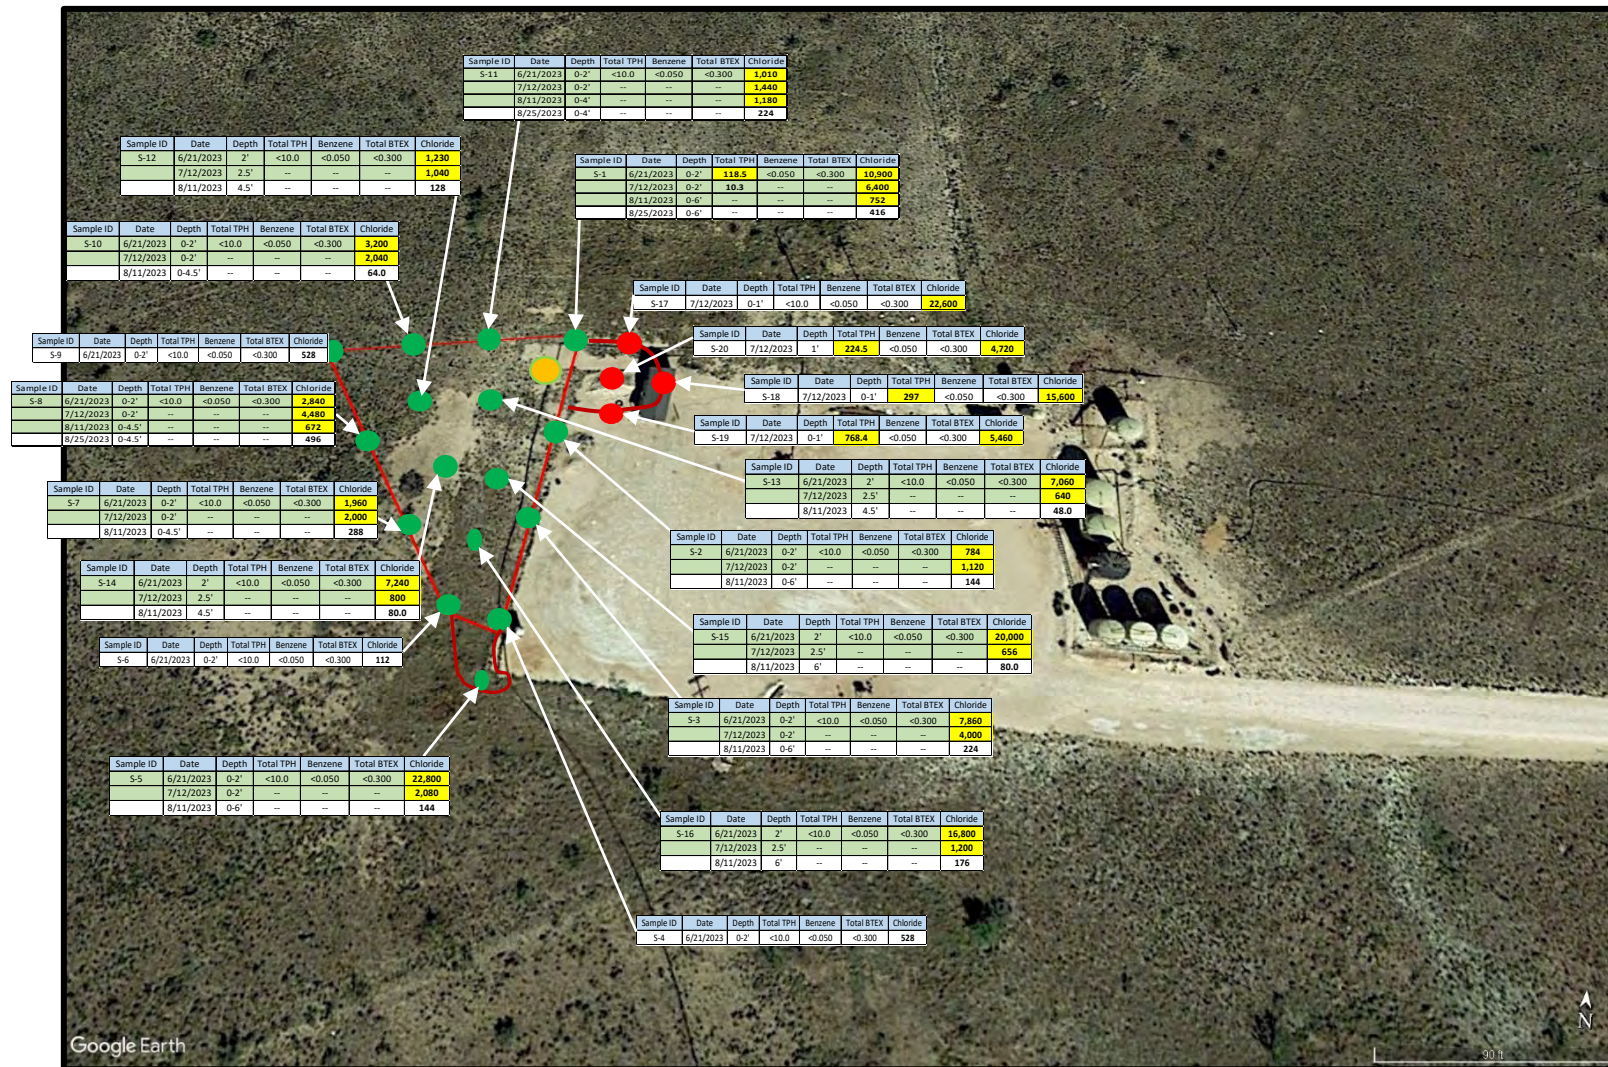 Sample ID Date Depth Total TPH Benzene Total BTEX Chloride
S-11 6/21/2023 0-2' <10.0 <0.050 <0.300 1,010
7/12/2023 0-2' -- -- -- 1,440
8/11/2023 0-4' -- -- -- 1,180
8/25/2023 0-4' -- -- -- 224
Sample ID Date Depth Total TPH Benzene Total BTEX Chloride
S-12 6/21/2023 2' <10.0 <0.050 <0.300 1,230
7/12/2023 2.5' -- -- -- 1,040
8/11/2023 4.5' -- -- -- 128
Sample ID Date Depth Total TPH Benzene Total BTEX Chloride
S-1 6/21/2023 0-2' 118.5 <0.050 <0.300 10,900
7/12/2023 0-2' 10.3 -- -- 6,400
8/11/2023 0-6' -- -- -- 752
8/25/2023 0-6' -- -- -- 416
Sample ID Date Depth Total TPH Benzene Total BTEX Chloride
S-10 6/21/2023 0-2' <10.0 <0.050 <0.300 3,200
7/12/2023 0-2' -- -- -- 2,040
8/11/2023 0-4.5' -- -- -- 64.0
Sample ID Date Depth Total TPH Benzene Total BTEX Chloride
S-17 7/12/2023 0-1' <10.0 <0.050 <0.300 22,600
Sample ID Date Depth Total TPH Benzene Total BTEX Chloride
S-9 6/21/2023 0-2' <10.0 <0.050 <0.300 528
Sample ID Date Depth Total TPH Benzene Total BTEX Chloride
S-20 7/12/2023 1' 224.5 <0.050 <0.300 4,720
Sample ID Date Depth Total TPH Benzene Total BTEX Chloride
S-8 6/21/2023 0-2' <10.0 <0.050 <0.300 2,840
7/12/2023 0-2' -- -- -- 4,480
8/11/2023 0-4.5' -- -- -- 672
8/25/2023 0-4.5' -- -- -- 496
Sample ID Date Depth Total TPH Benzene Total BTEX Chloride
S-18 7/12/2023 0-1' 297 <0.050 <0.300 15,600
Sample ID Date Depth Total TPH Benzene Total BTEX Chloride
S-19 7/12/2023 0-1' 768.4 <0.050 <0.300 5,460
Sample ID Date Depth Total TPH Benzene Total BTEX Chloride
S-13 6/21/2023 2' <10.0 <0.050 <0.300 7,060
7/12/2023 2.5' -- -- -- 640
8/11/2023 4.5' -- -- -- 48.0
Sample ID Date Depth Total TPH Benzene Total BTEX Chloride
S-7 6/21/2023 0-2' <10.0 <0.050 <0.300 1,960
7/12/2023 0-2' -- -- -- 2,000
8/11/2023 0-4.5' -- -- -- 288
Sample ID Date Depth Total TPH Benzene Total BTEX Chloride
S-2 6/21/2023 0-2' <10.0 <0.050 <0.300 784
7/12/2023 0-2' -- -- -- 1,120
8/11/2023 0-6' -- -- -- 144
Sample ID Date Depth Total TPH Benzene Total BTEX Chloride
S-14 6/21/2023 2' <10.0 <0.050 <0.300 7,240
7/12/2023 2.5' -- -- -- 800
8/11/2023 4.5' -- -- -- 80.0
Sample ID Date Depth Total TPH Benzene Total BTEX Chloride
S-15 6/21/2023 2' <10.0 <0.050 <0.300 20,000
7/12/2023 2.5' -- -- -- 656
8/11/2023 6' -- -- -- 80.0
Sample ID Date Depth Total TPH Benzene Total BTEX Chloride
S-6 6/21/2023 0-2' <10.0 <0.050 <0.300 112
Sample ID Date Depth Total TPH Benzene Total BTEX Chloride
S-3 6/21/2023 0-2' <10.0 <0.050 <0.300 7,860
7/12/2023 0-2' -- -- -- 4,000
8/11/2023 0-6' -- -- -- 224
Sample ID Date Depth Total TPH Benzene Total BTEX Chloride
S-5 6/21/2023 0-2' <10.0 <0.050 <0.300 22,800
7/12/2023 0-2' -- -- -- 2,080
8/11/2023 0-6' -- -- -- 144
Sample ID Date Depth Total TPH Benzene Total BTEX Chloride
S-16 6/21/2023 2' <10.0 <0.050 <0.300 16,800
7/12/2023 2.5' -- -- -- 1,200
8/11/2023 6' -- -- -- 176
Sample ID Date Depth Total TPH Benzene Total BTEX Chloride
S-4 6/21/2023 0-2' <10.0 <0.050 <0.300 528
N
Google Earth
90 ft